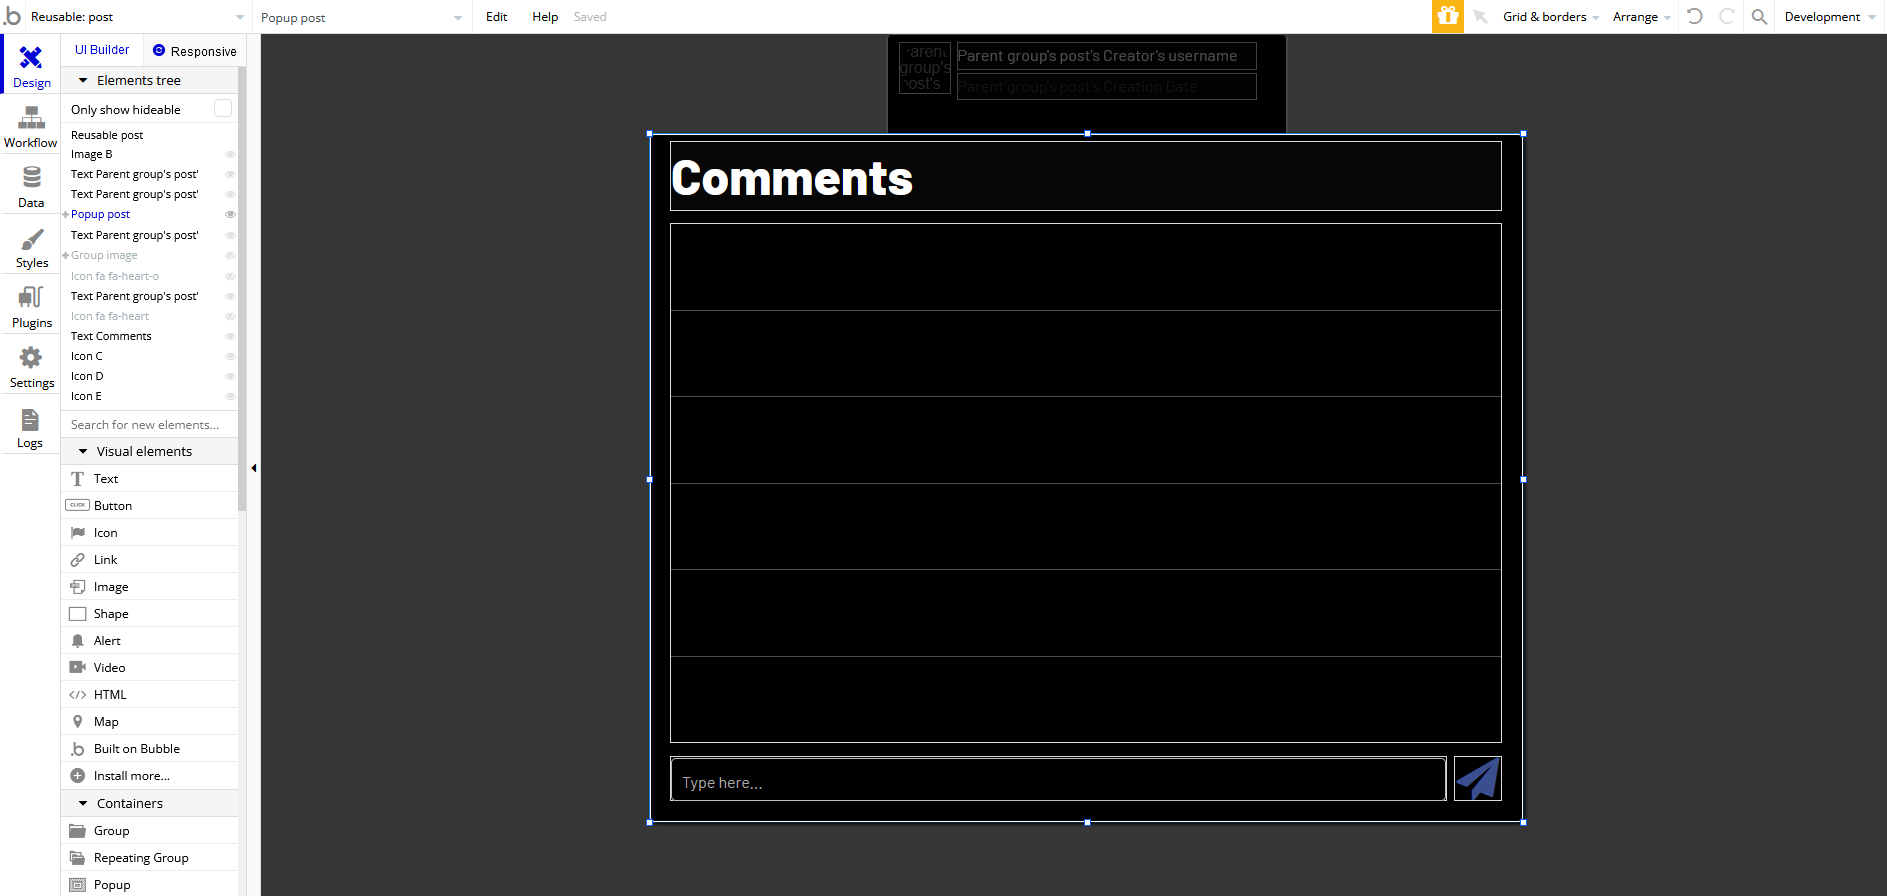 b
Reusable: post
Popup post
Edit
Help
Saved
Grid & borders
Arrange
Development
Design
Workflow
Data
Styles
Plugins
Settings
Logs
UI Builder
Responsive
Elements tree
Only show hideable
Reusable post
Image B
Text Parent group's post'
Text Parent group's post'
Popup post
Text Parent group's post'
Group image
Icon fa fa-heart-o
Text Parent group's post'
Icon fa fa-heart
Text Comments
Icon C
Icon D
Icon E
Search for new elements...
Visual elements
Text
CLICK Button
Icon
Link
Image
Shape
Alert
Video
</> HTML
Map
Built on Bubble
Install more...
Containers
Group
Repeating Group
Popup
Parent
group's
post's
Parent group's post's Creator's username
Parent group's post's Creation Date
Comments
Type here...